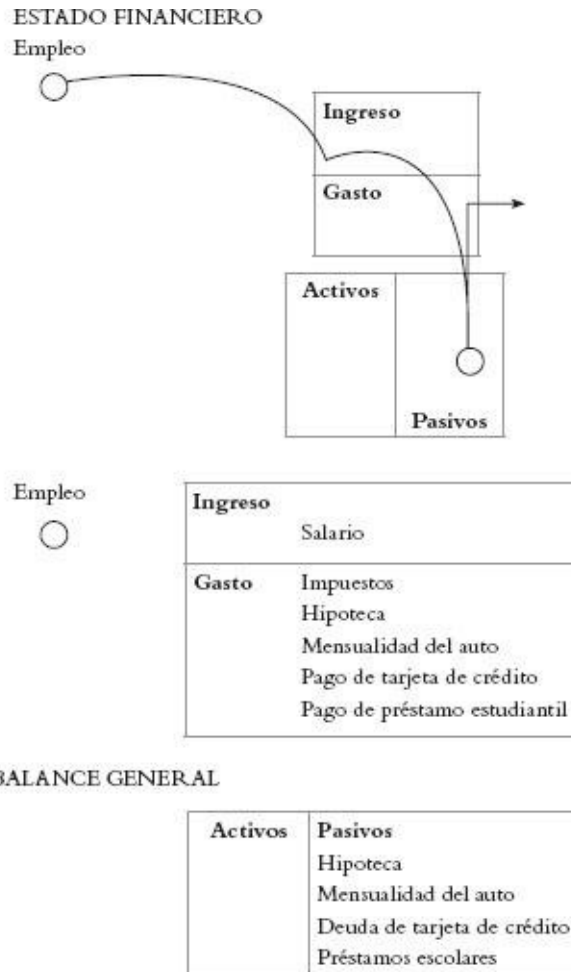 ESTADO FINANCIERO
Empleo
Ingreso
Gasto
Activos
Pasivos
Empleo
Ingreso
Salario
Gasto Impuestos
Hipoteca
Mensualidad del auto
Pago de tarjeta de crédito
Pago de préstamo estudiantil
BALANCE GENERAL
Activos Pasivos
Hipoteca
Mensualidad del auto
Deuda de tarjeta de crédito
Préstamos escolares